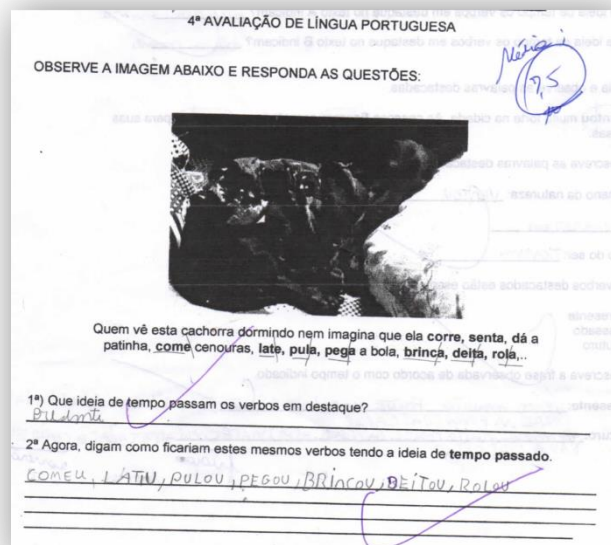 4ª AVALIAÇÃO DE LÍNGUA PORTUGUESA
7,5
OBSERVE A IMAGEM ABAIXO E RESPONDA AS QUESTÕES:
Quem vê esta cachorra dormindo nem imagina que ela corre, senta, dá a
patinha, come cenouras, late, pula, pega a bola, brinca, deita, rola,..
1ª) Que ideia de tempo passam os verbos em destaque?
2ª Agora, digam como ficariam estes mesmos verbos tendo a ideia de tempo passado.
COMEU, LATIU, PULOU, PEGOU, BRINCOU, DEITOU, ROLOU